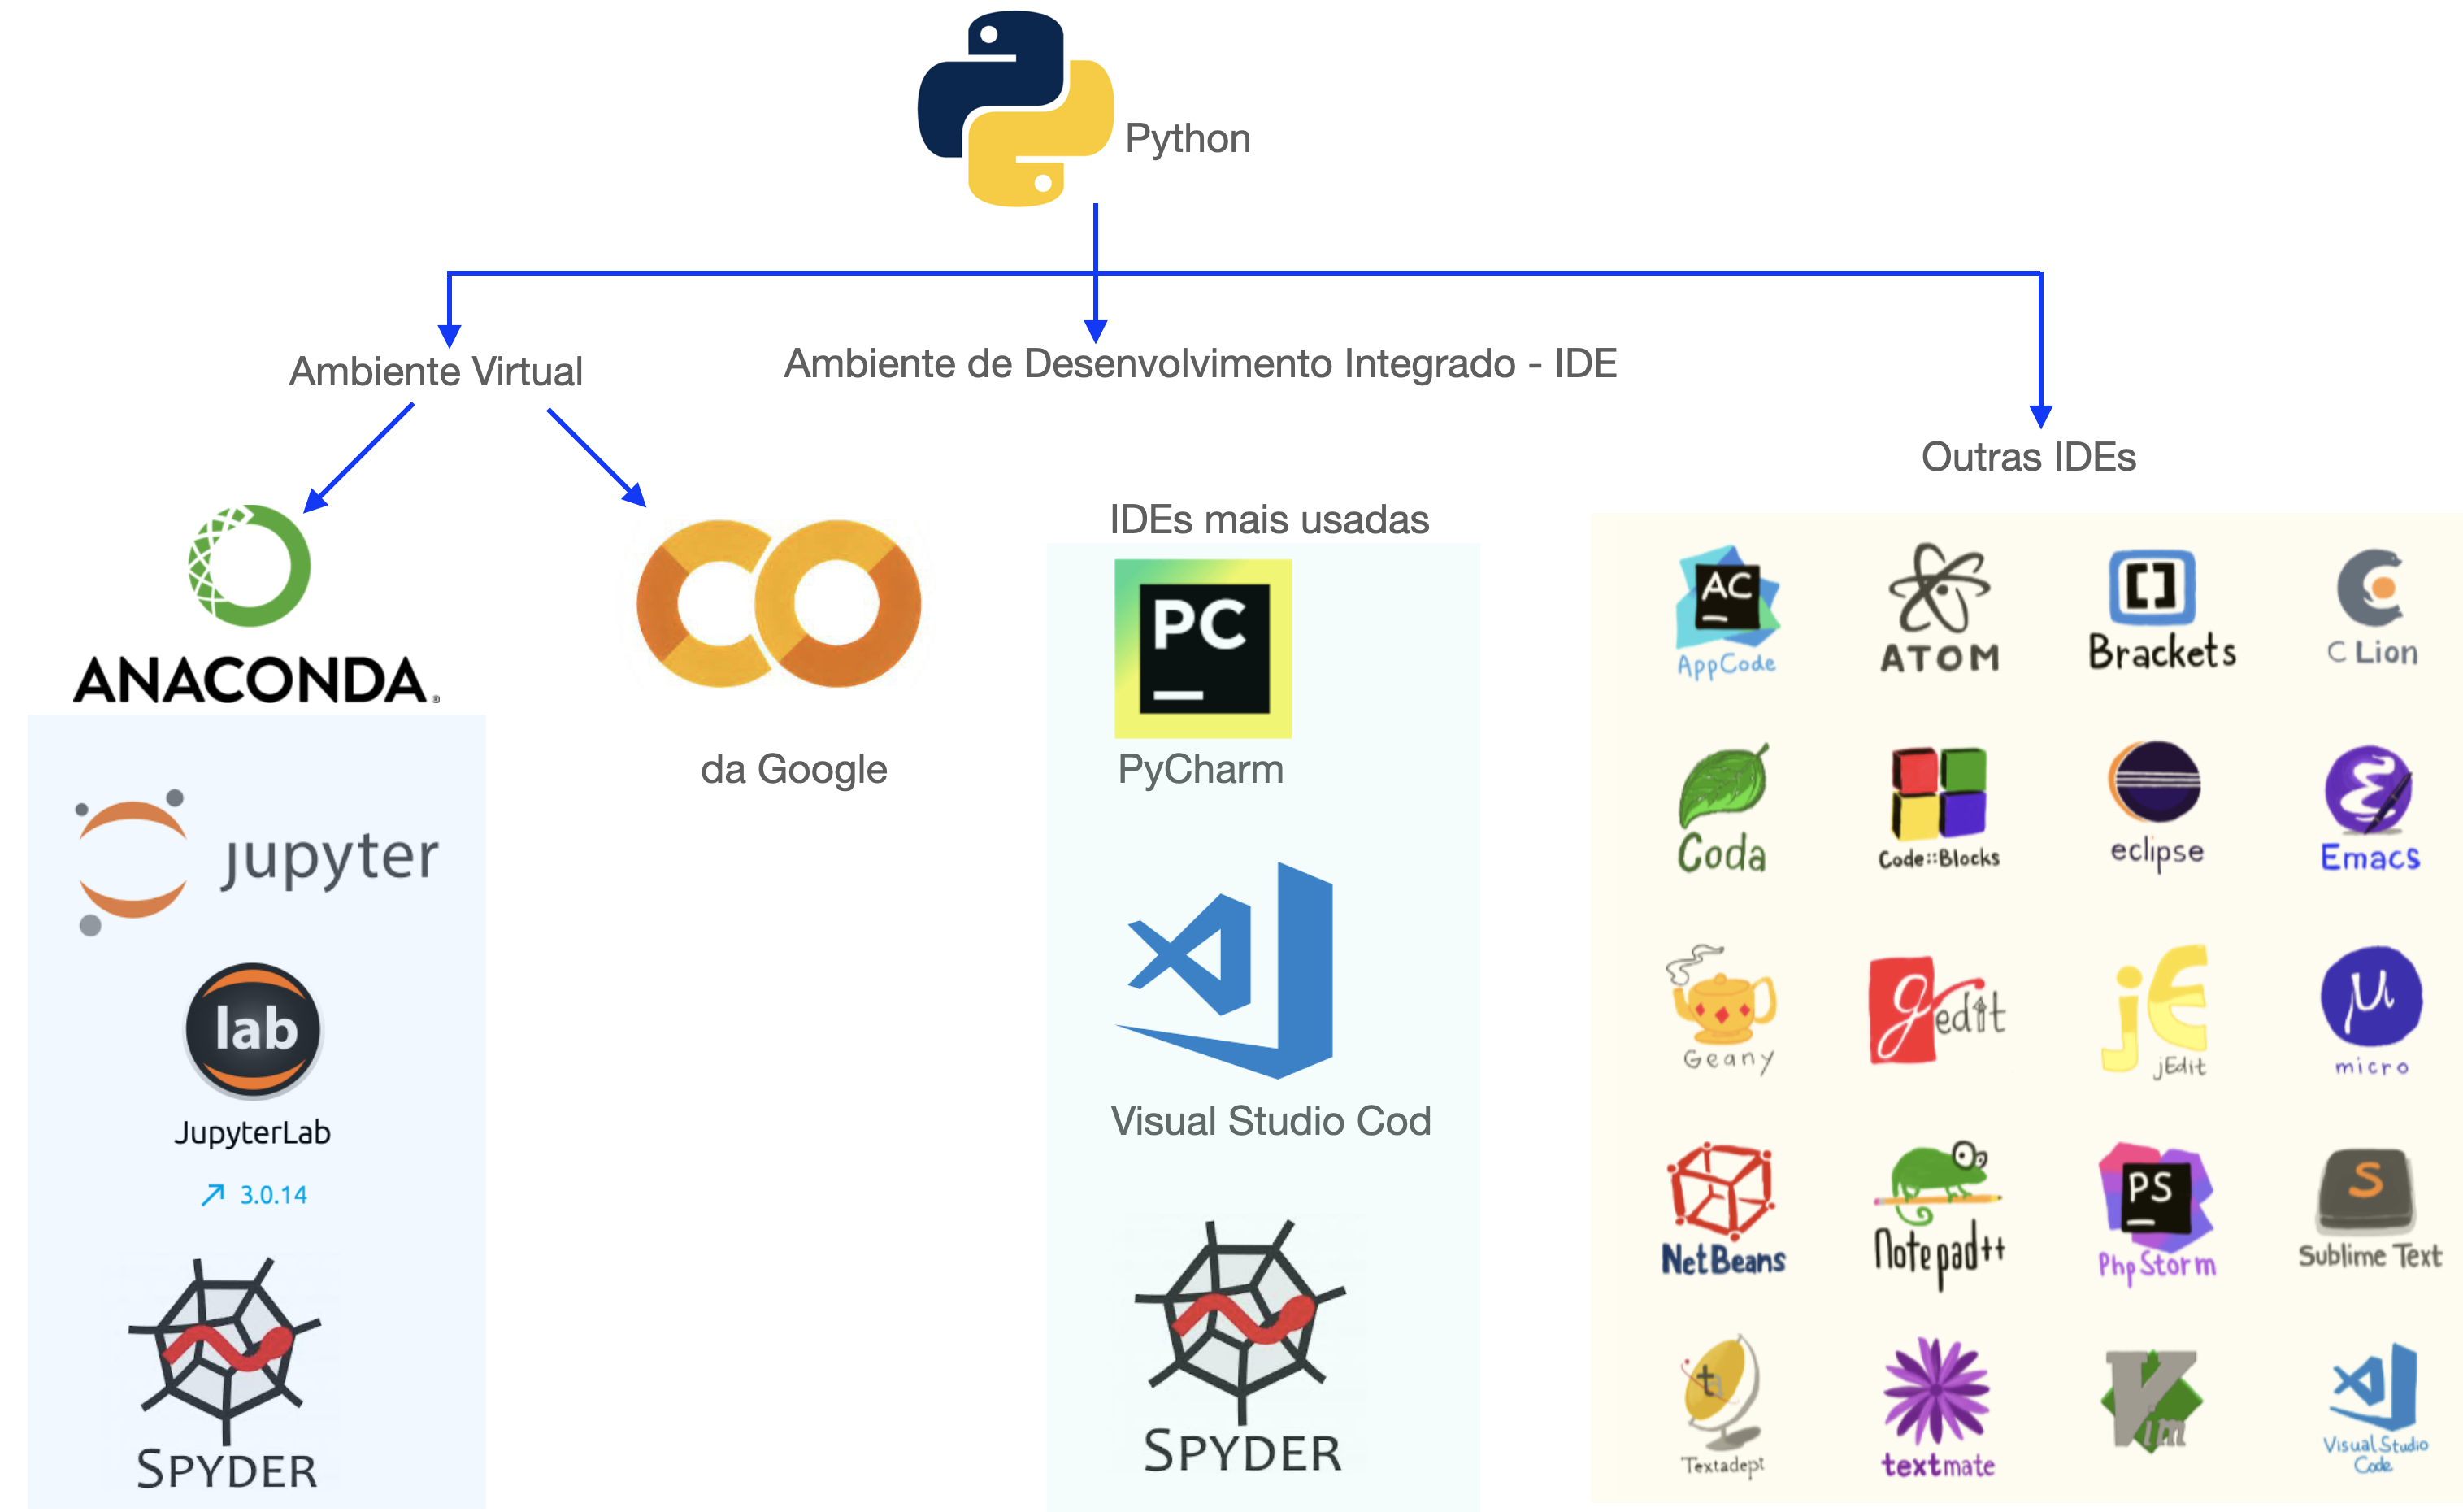 Python
Ambiente Virtual
Ambiente de Desenvolvimento Integrado - IDE
Outras IDEs
ANACONDA®
CO
da Google
IDEs mais usadas
jupyter
lab
JupyterLab
3.0.14
SPYDER
PC
PyCharm
Visual Studio Cod
SPYDER
AC
AppCode
ATOM
[]
Brackets
C
C Lion
Coda
Code::Blocks
eclipse
Emacs
Geany
gedit
jE
jEdit
μ
micro
NetBeans
Notepad++
PS
PhpStorm
S
Sublime Text
ta
Textadept
textmate
Vim
Visual Studio
Code